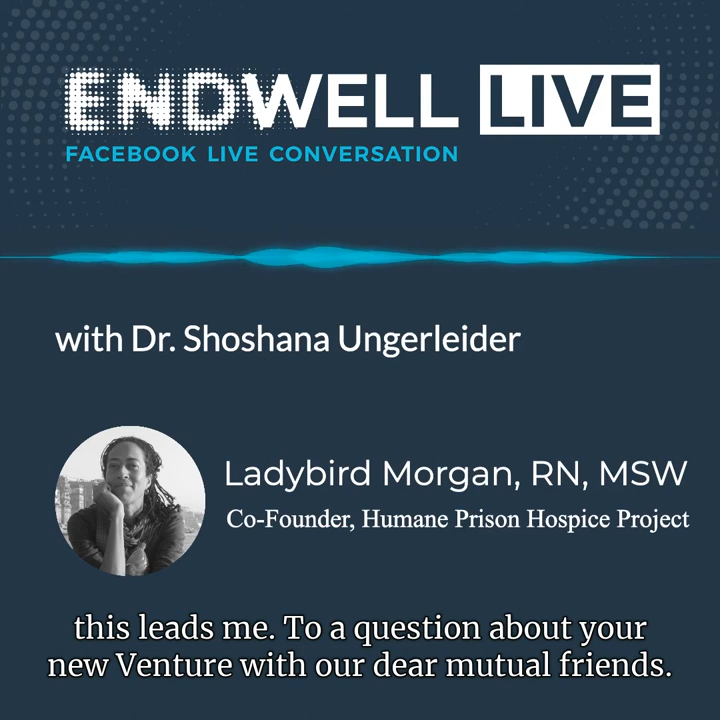 ENDWELL LIVE
FACEBOOK LIVE CONVERSATION
with Dr. Shoshana Ungerleider
Ladybird Morgan, RN, MSW
Co-Founder, Humane Prison Hospice Project
this leads me. To a question about your
new Venture with our dear mutual friends.